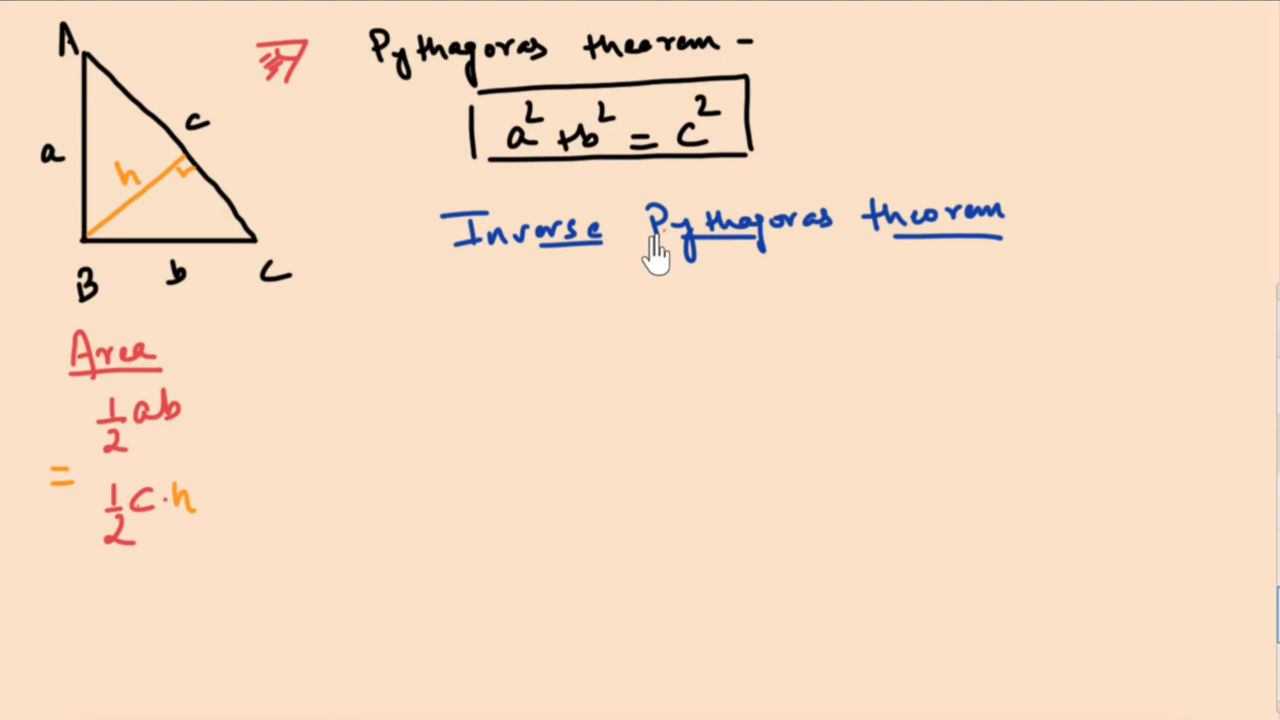 A
Pythagoras theorem -
a² + b² = c²
c
a
h
Inverse Pythagoras theorem
B
b
C
Area
1/2 ab
=
1/2 c · h